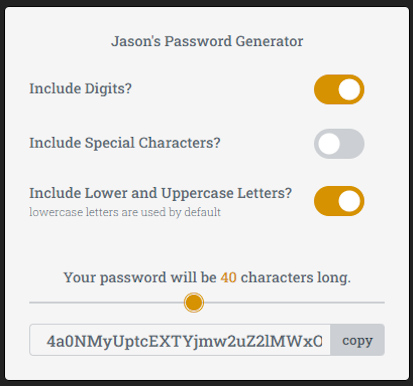 Jason's Password Generator
Include Digits?
Include Special Characters?
Include Lower and Uppercase Letters?
lowercase letters are used by default
Your password will be 40 characters long.
4a0NMyUptcEXTYjmw2uZ2lMWxO
copy